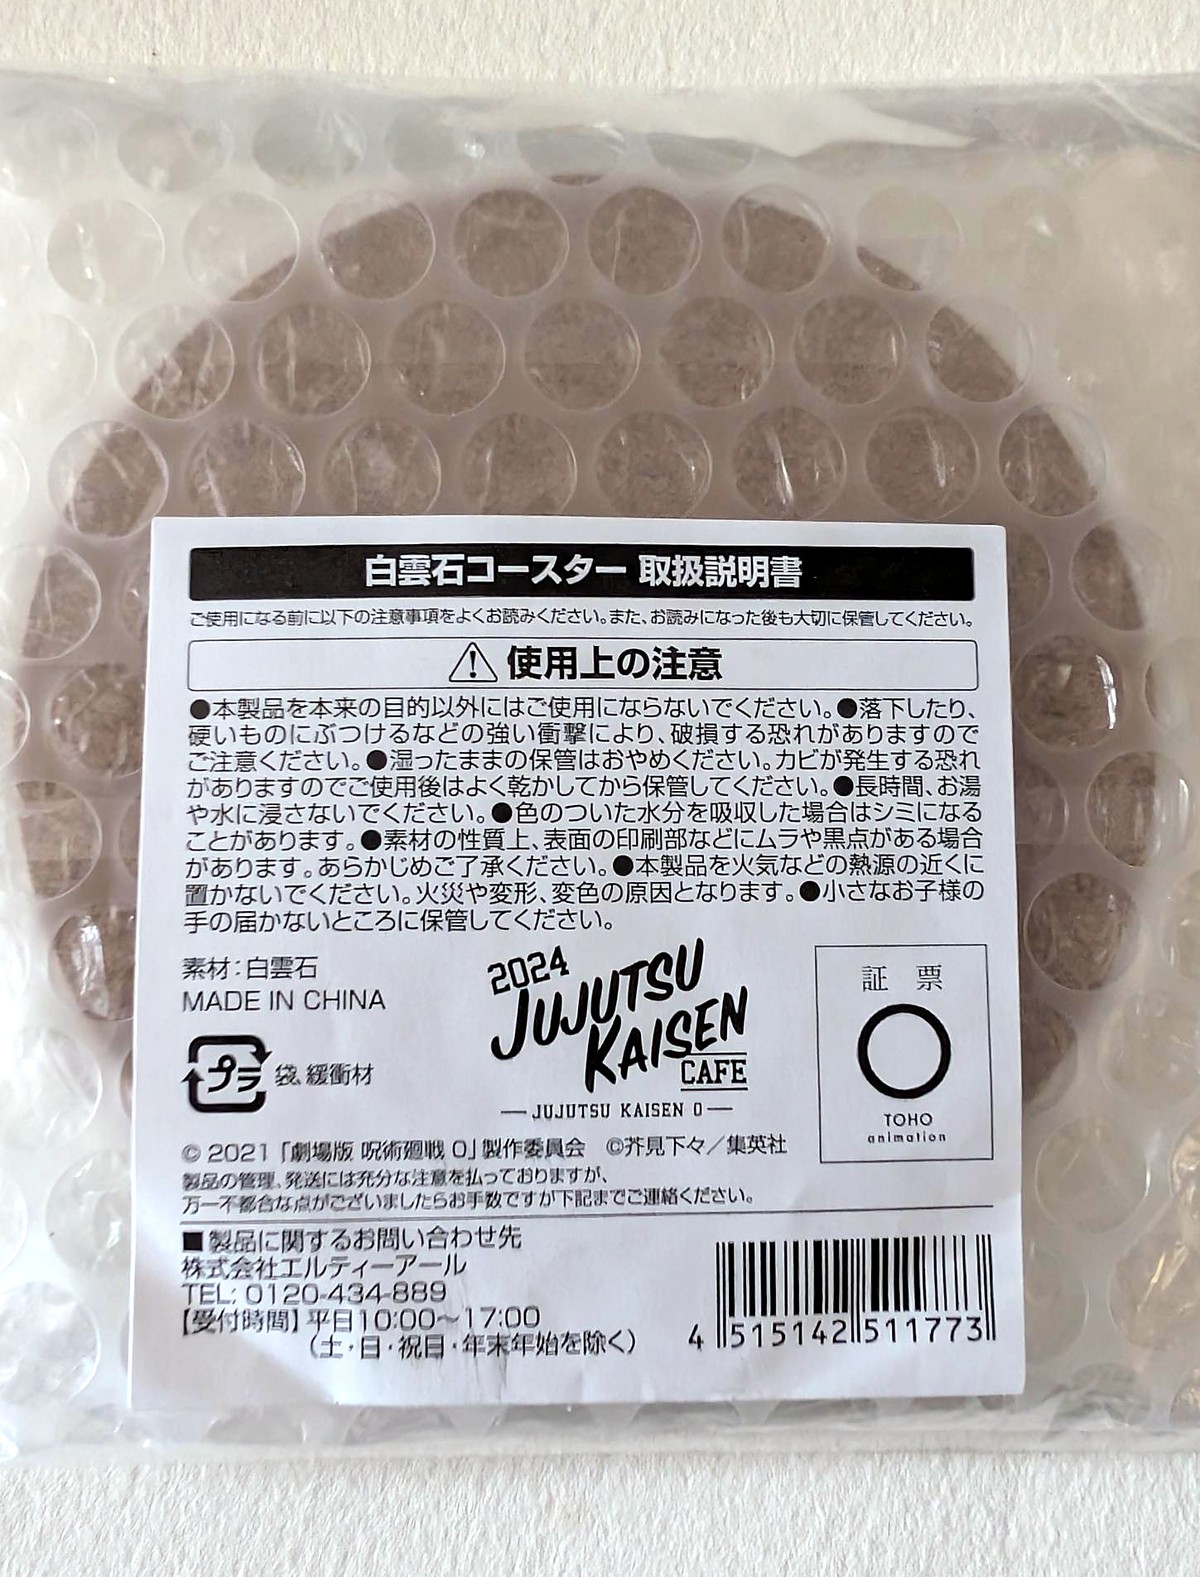 白雲石コースター 取扱説明書
ご使用になる前に以下の注意事項をよくお読みください。また、お読みになった後も大切に保管してください。
使用上の注意
●本製品を本来の目的以外にはご使用にならないでください。●落下したり、
硬いものにぶつけるなどの強い衝撃により、破損する恐れがありますので
ご注意ください。●湿ったままの保管はおやめください。カビが発生する恐れ
がありますのでご使用後はよく乾かしてから保管してください。●長時間、お湯
や水に浸さないでください。●色のついた水分を吸収した場合はシミになる
ことがあります。●素材の性質上、表面の印刷部などにムラや黒点がある場合
があります。あらかじめご了承ください。●本製品を火気などの熱源の近くに
置かないでください。火災や変形、変色の原因となります。●小さなお子様の
手の届かないところに保管してください。
素材：白雲石
MADE IN CHINA
プラ 袋、緩衝材
2024
JUJUTSU
KAISEN
CAFE
JUJUTSU KAISEN 0
証 票
TOHO
animation
© 2021「劇場版 呪術廻戦 0」製作委員会 ©芥見下々／集英社
製品の管理、発送には充分な注意を払っておりますが、
万一不都合な点がございましたらお手数ですが下記までご連絡ください。
■製品に関するお問い合わせ先
株式会社エルティーアール
TEL: 0120-434-889
【受付時間】平日10:00～17:00
（土・日・祝日・年末年始を除く）
4 515142 511773